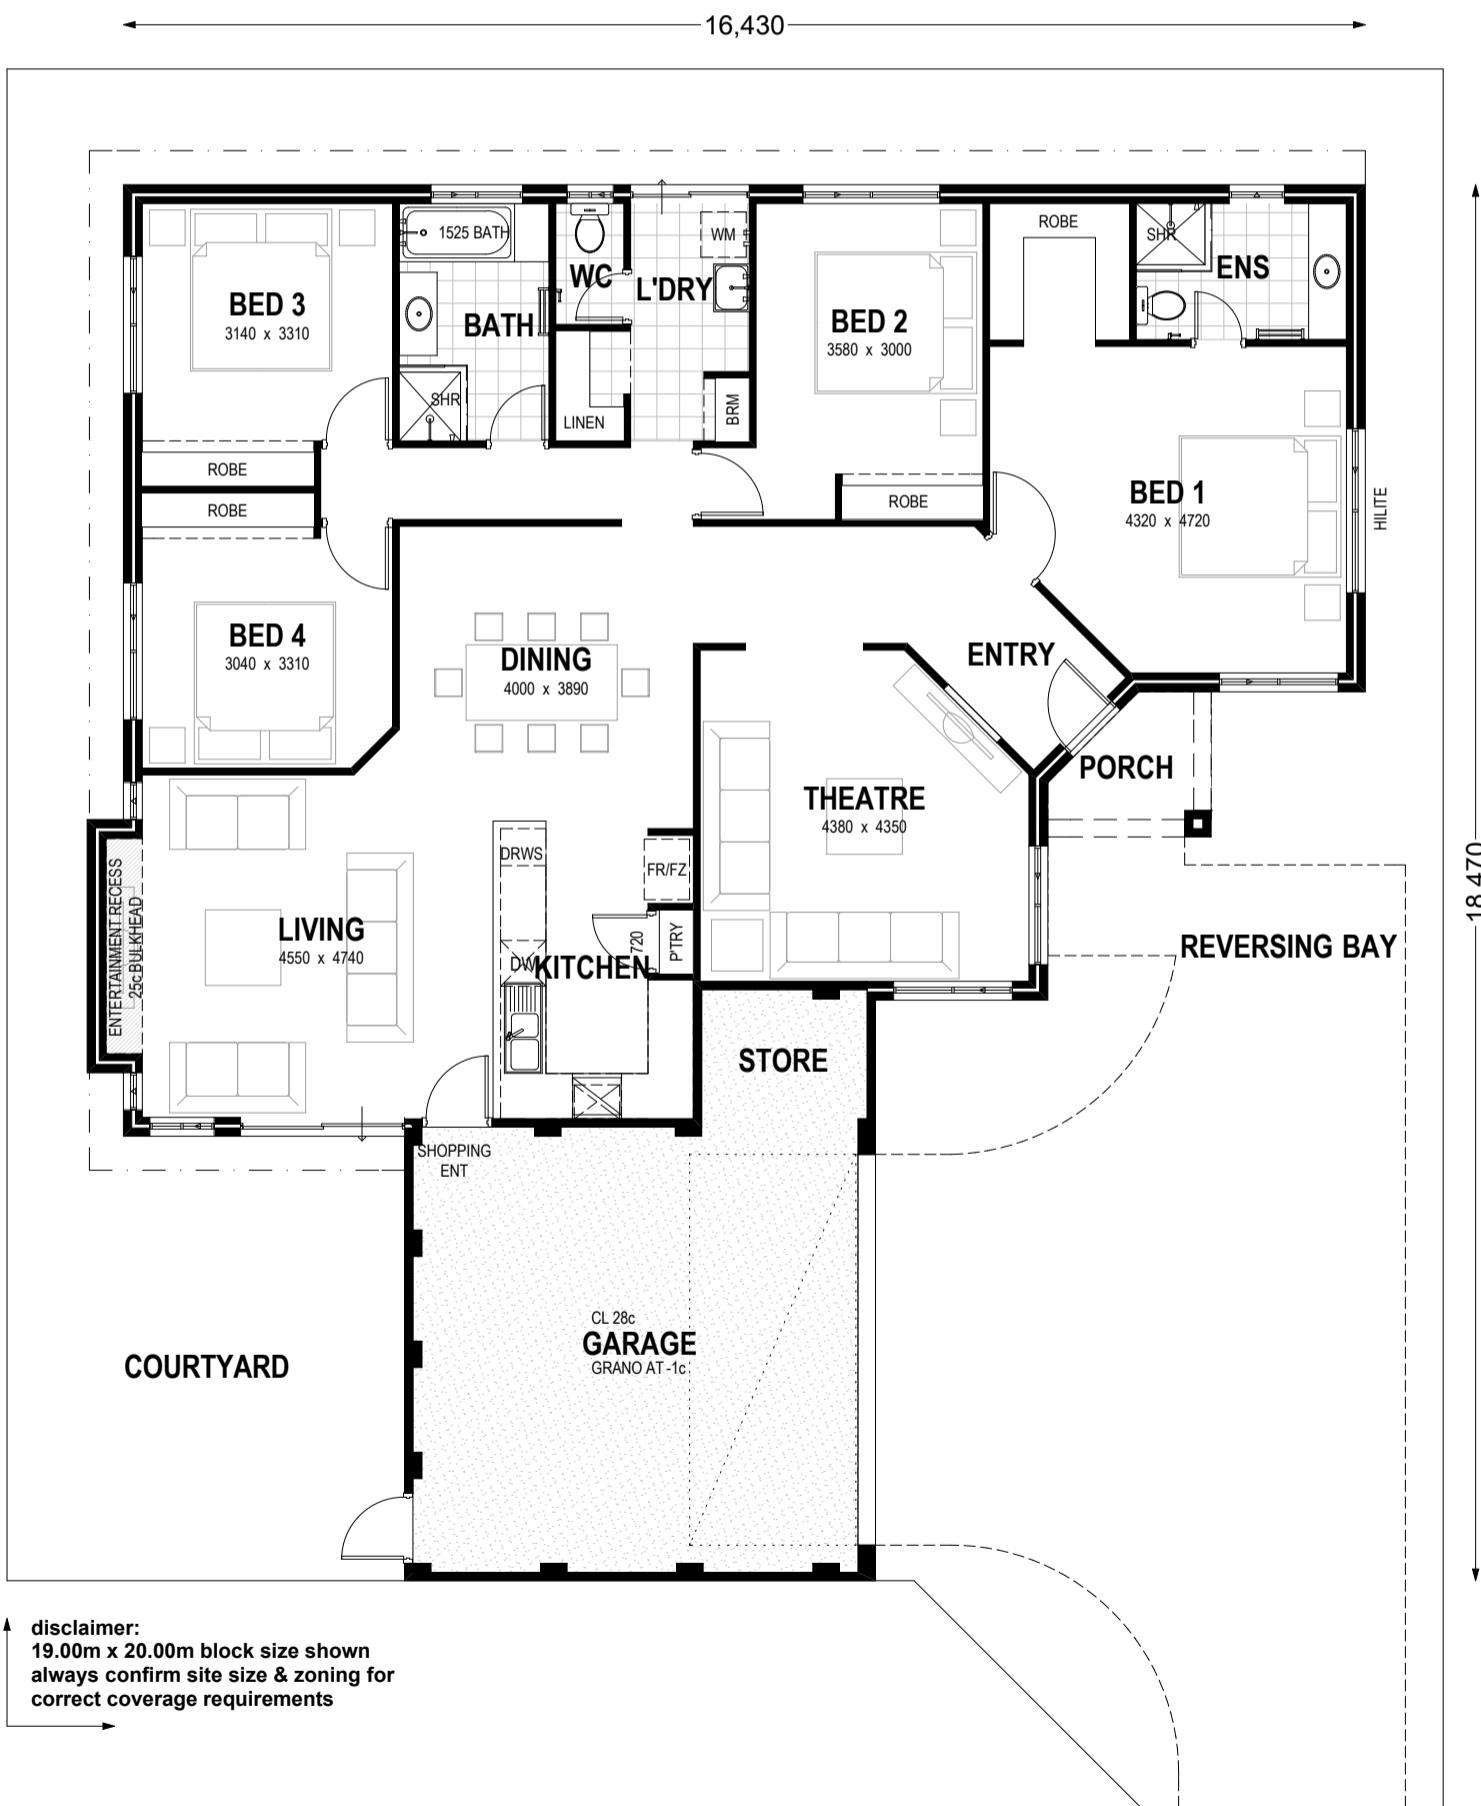 16,430
ROBE
1525 BATH
WM
SHR
ENS
WC
L'DRY
BED 3
3140 x 3310
BATH
BED 2
3580 x 3000
SHR
LINEN
BRM
ROBE
ROBE
ROBE
BED 1
4320 x 4720
HILITE
BED 4
3040 x 3310
DINING
4000 x 3890
ENTRY
PORCH
THEATRE
4380 x 4350
DRWS
FR/FZ
18,470
ENTERTAINMENT RECESS
25c BULKHEAD
LIVING
4550 x 4740
720
P'TRY
DW
KITCHEN
REVERSING BAY
STORE
SHOPPING
ENT
CL 28c
GARAGE
GRANO AT -1c
COURTYARD
disclaimer:
19.00m x 20.00m block size shown
always confirm site size & zoning for
correct coverage requirements